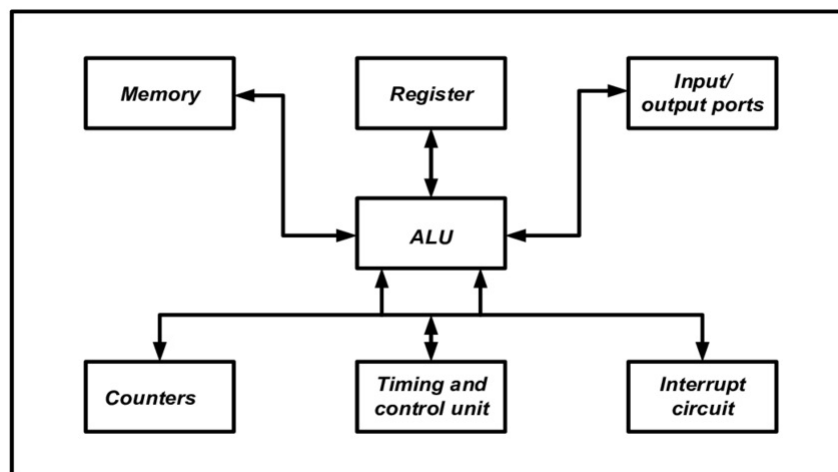 Memory
Register
Input/
output ports
ALU
Counters
Timing and
control unit
Interrupt
circuit